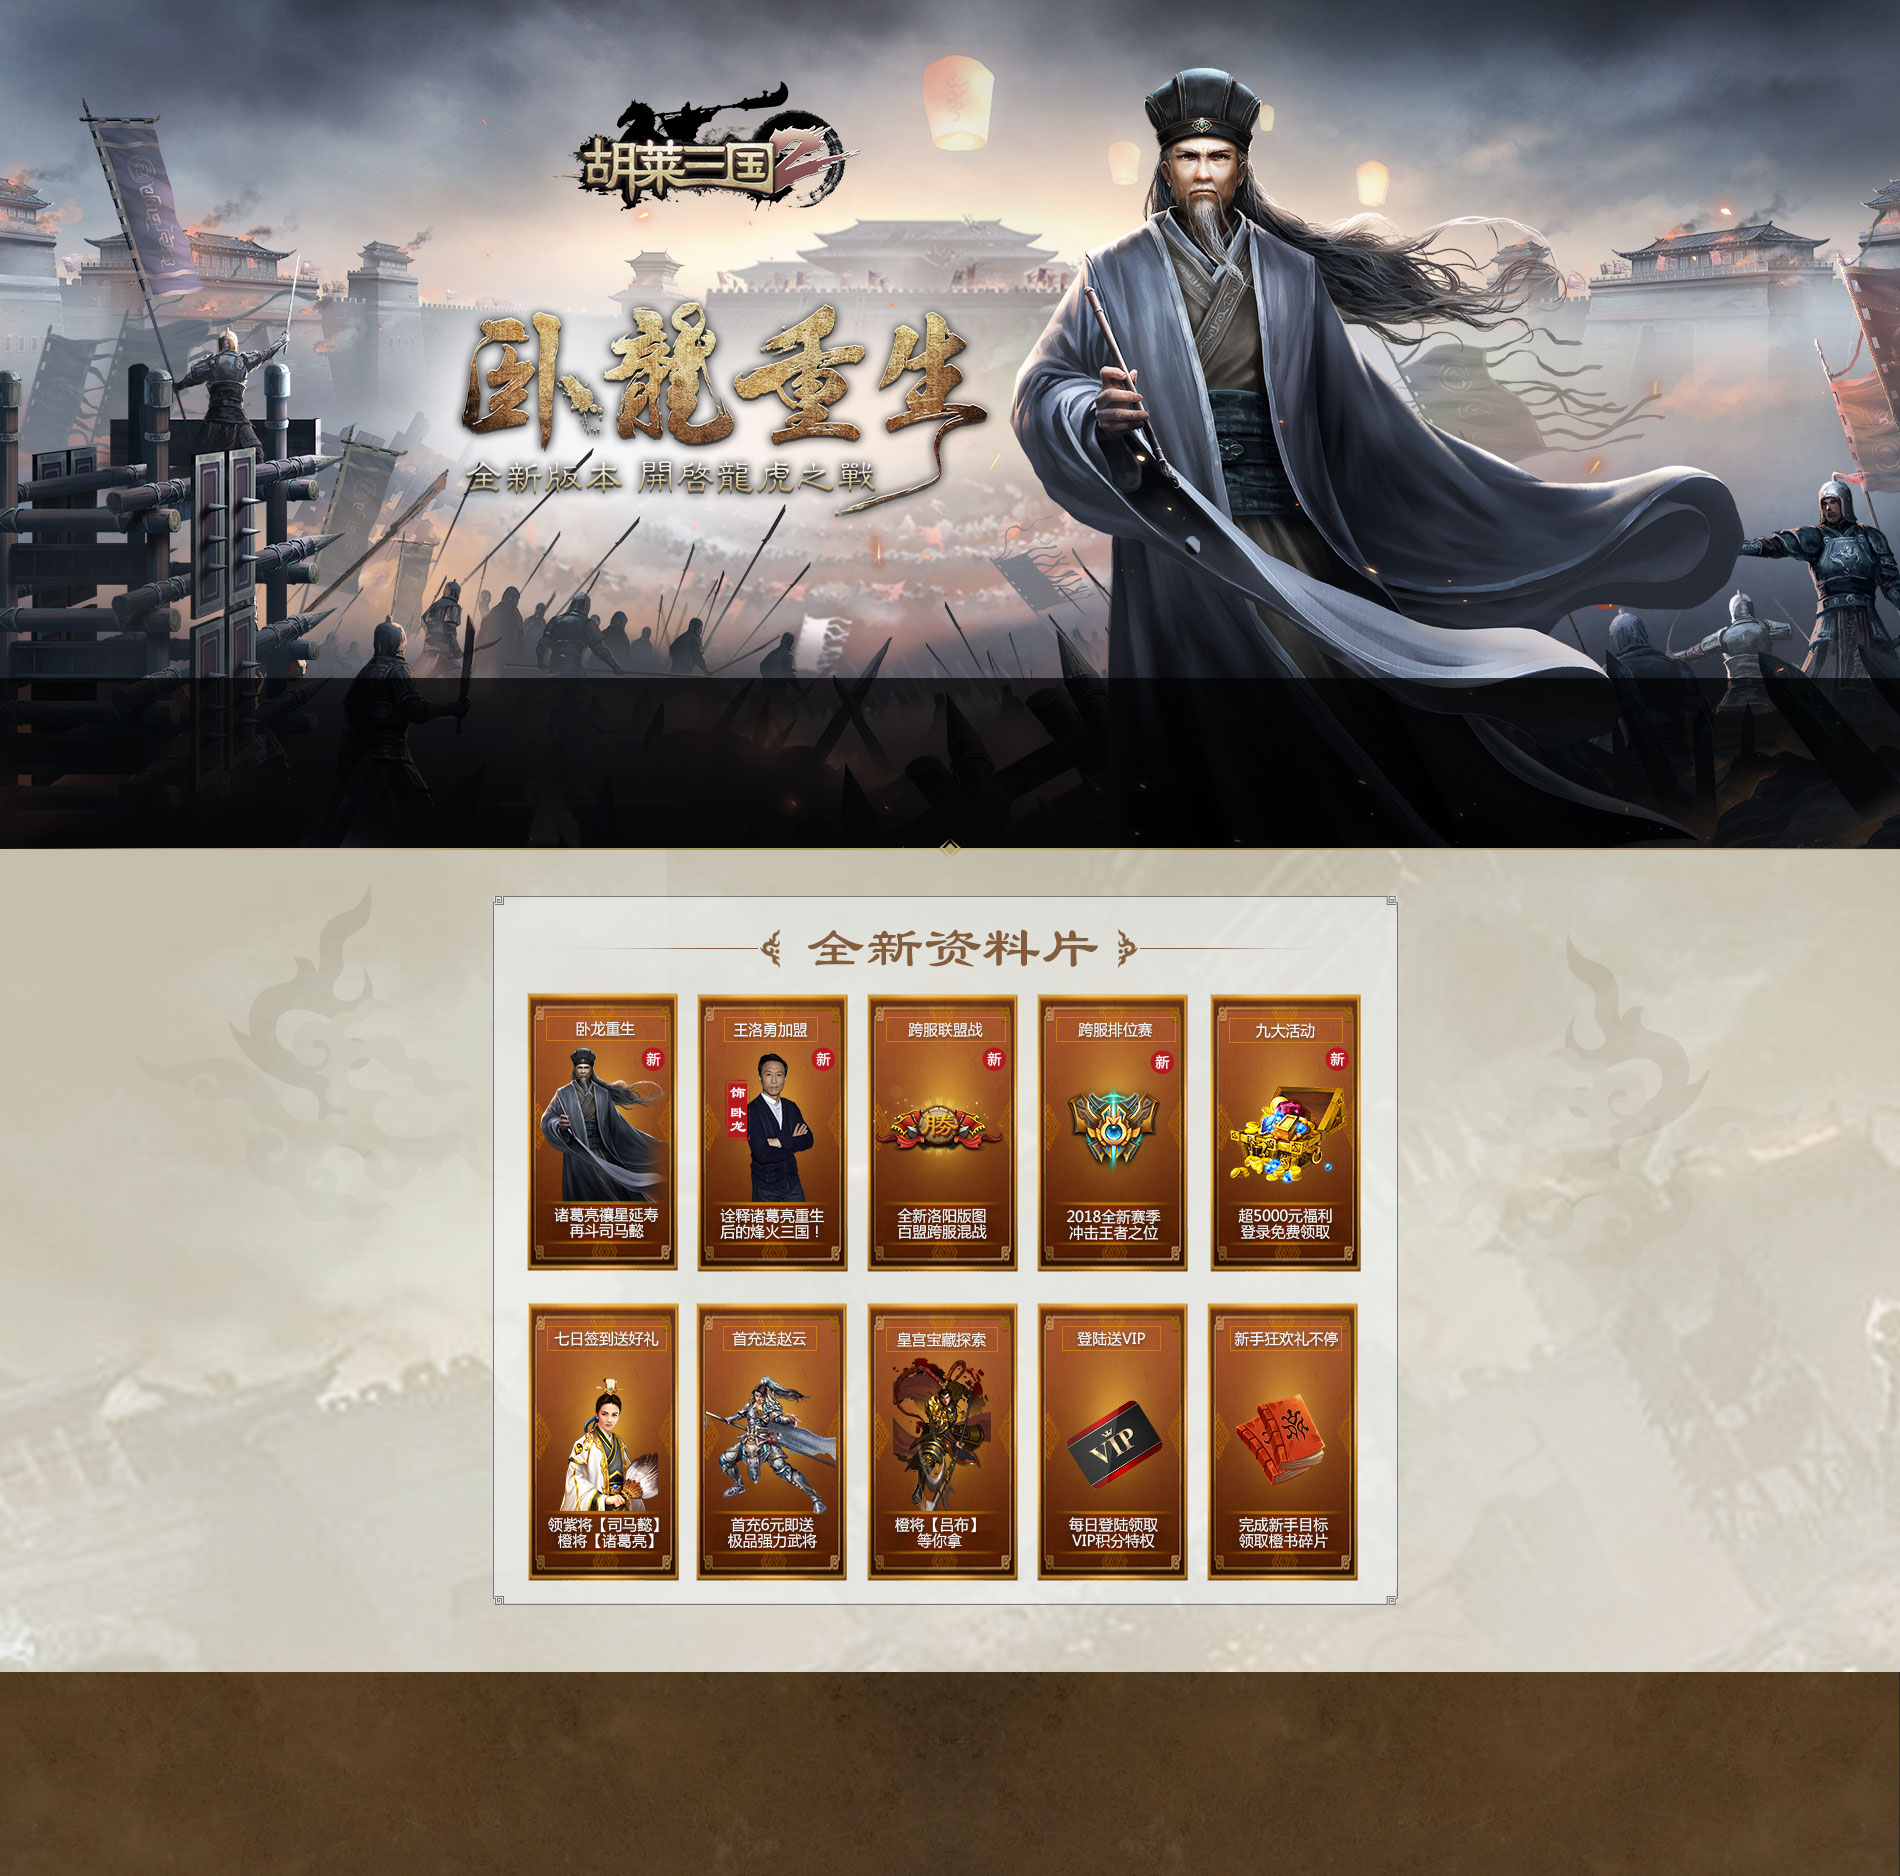 胡莱三国2
卧龍重生
全新版本 開啓龍虎之戰
全新资料片
卧龙重生
新
诸葛亮禳星延寿
再斗司马懿
王洛勇加盟
新
饰卧龙
诠释诸葛亮重生
后的烽火三国！
跨服联盟战
新
勝
全新洛阳版图
百盟跨服混战
跨服排位赛
新
2018全新赛季
冲击王者之位
九大活动
新
超5000元福利
登录免费领取
七日签到送好礼
领紫将【司马懿】
橙将【诸葛亮】
首充送赵云
首充6元即送
极品强力武将
皇宫宝藏探索
橙将【吕布】
等你拿
登陆送VIP
VIP
每日登陆领取
VIP积分特权
新手狂欢礼不停
完成新手目标
领取橙书碎片